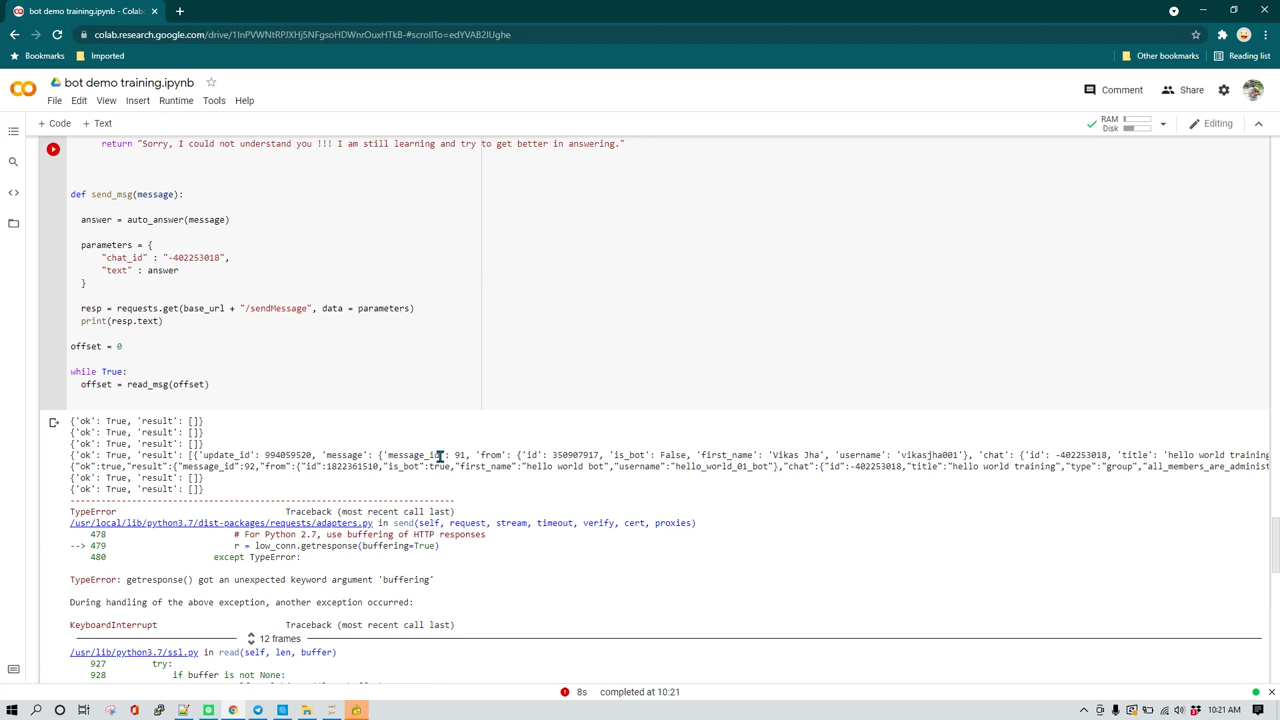 bot demo training.ipynb - Colab
colab.research.google.com/drive/1InPVWNtRPJXHj5NFgsoHDWnrOuxHTkB-#scrollTo=edYVAB2lUghe
Bookmarks Imported Other bookmarks Reading list
bot demo training.ipynb
Comment Share
File Edit View Insert Runtime Tools Help
+ Code + Text RAM Disk Editing
return "Sorry, I could not understand you !!! I am still learning and try to get better in answering."
def send_msg(message):
answer = auto_answer(message)
parameters = {
"chat_id" : "-402253018",
"text" : answer
}
resp = requests.get(base_url + "/sendMessage", data = parameters)
print(resp.text)
offset = 0
while True:
offset = read_msg(offset)
{'ok': True, 'result': []}
{'ok': True, 'result': []}
{'ok': True, 'result': []}
{'ok': True, 'result': [{'update_id': 994059520, 'message': {'message_id': 91, 'from': {'id': 350907917, 'is_bot': False, 'first_name': 'Vikas Jha', 'username': 'vikasjha001'}, 'chat': {'id': -402253018, 'title': 'hello world training
{"ok":true,"result":{"message_id":92,"from":{"id":1822361510,"is_bot":true,"first_name":"hello world bot","username":"hello_world_01_bot"},"chat":{"id":-402253018,"title":"hello world training","type":"group","all_members_are_administ
{'ok': True, 'result': []}
{'ok': True, 'result': []}
---------------------------------------------------------------------------
TypeError Traceback (most recent call last)
/usr/local/lib/python3.7/dist-packages/requests/adapters.py in send(self, request, stream, timeout, verify, cert, proxies)
478 # For Python 2.7, use buffering of HTTP responses
--> 479 r = low_conn.getresponse(buffering=True)
480 except TypeError:
TypeError: getresponse() got an unexpected keyword argument 'buffering'
During handling of the above exception, another exception occurred:
KeyboardInterrupt Traceback (most recent call last)
12 frames
/usr/lib/python3.7/ssl.py in read(self, len, buffer)
927 try:
928 if buffer is not None:
8s completed at 10:21
10:21 AM